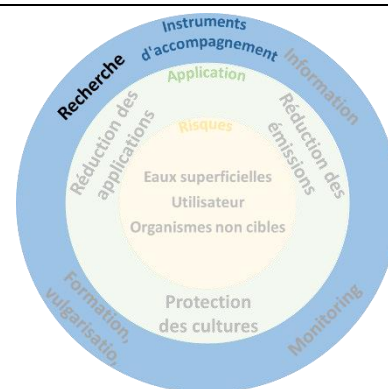 Instruments
d'accompagnement
Recherche
Information
Application
Réduction des
applications
Réduction des
émissions
Risques
Eaux superficielles
Utilisateur
Organismes non cibles
Protection
des cultures
Formation,
vulgarisatio,
Monitoring